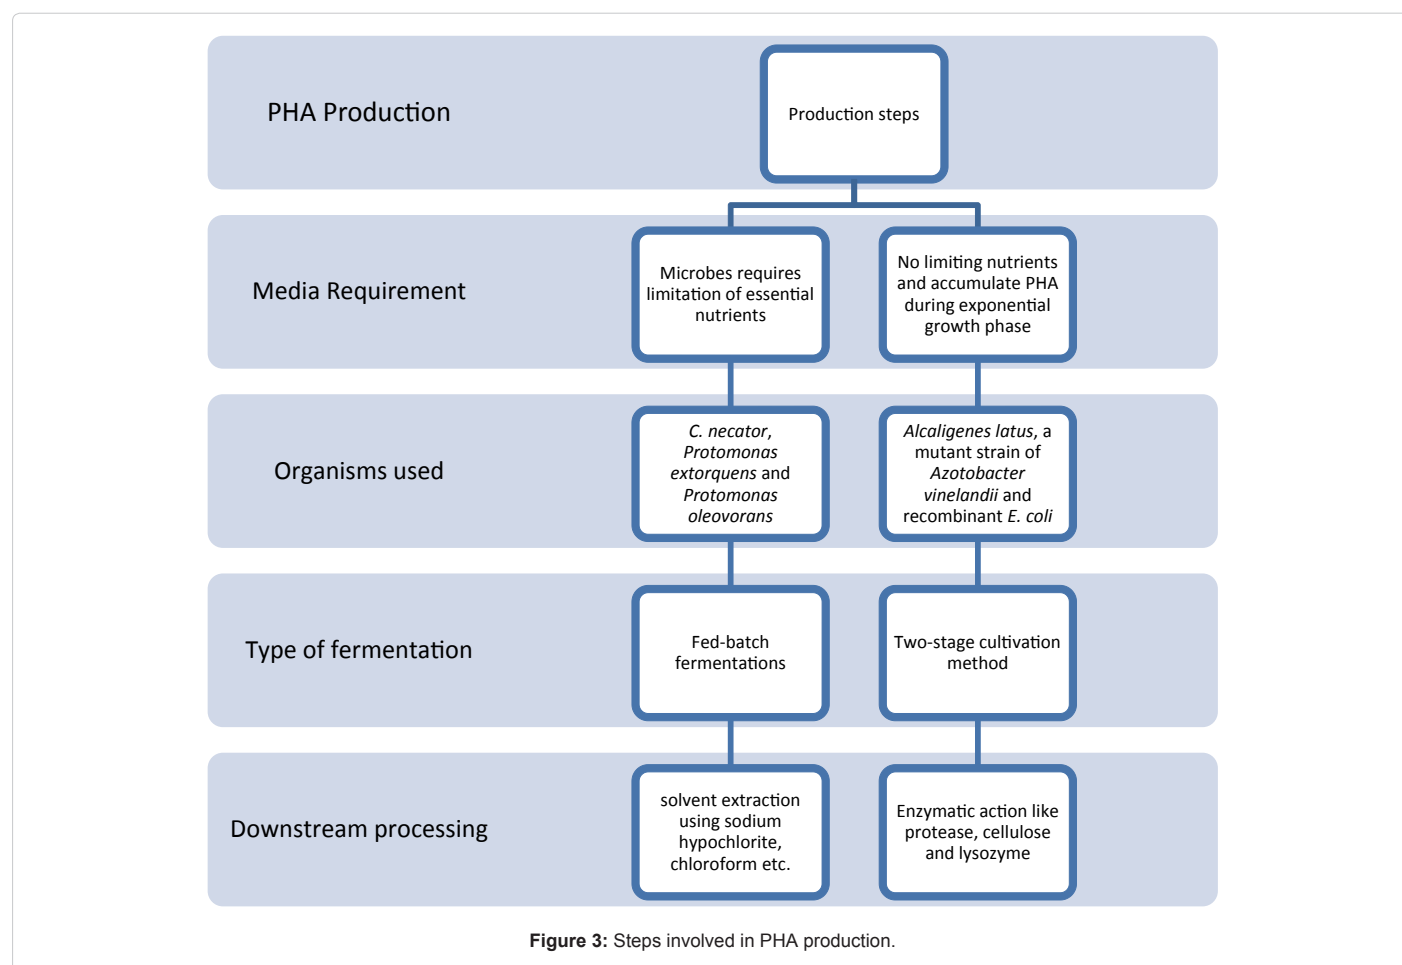 PHA Production
Production steps
Media Requirement
Microbes requires
limitation of essential
nutrients
No limiting nutrients
and accumulate PHA
during exponential
growth phase
Organisms used
C. necator,
Protomonas
extorquens and
Protomonas
oleovorans
Alcaligenes latus, a
mutant strain of
Azotobacter
vinelandii and
recombinant E. coli
Type of fermentation
Fed-batch
fermentations
Two-stage cultivation
method
Downstream processing
solvent extraction
using sodium
hypochlorite,
chloroform etc.
Enzymatic action like
protease, cellulose
and lysozyme
Figure 3: Steps involved in PHA production.